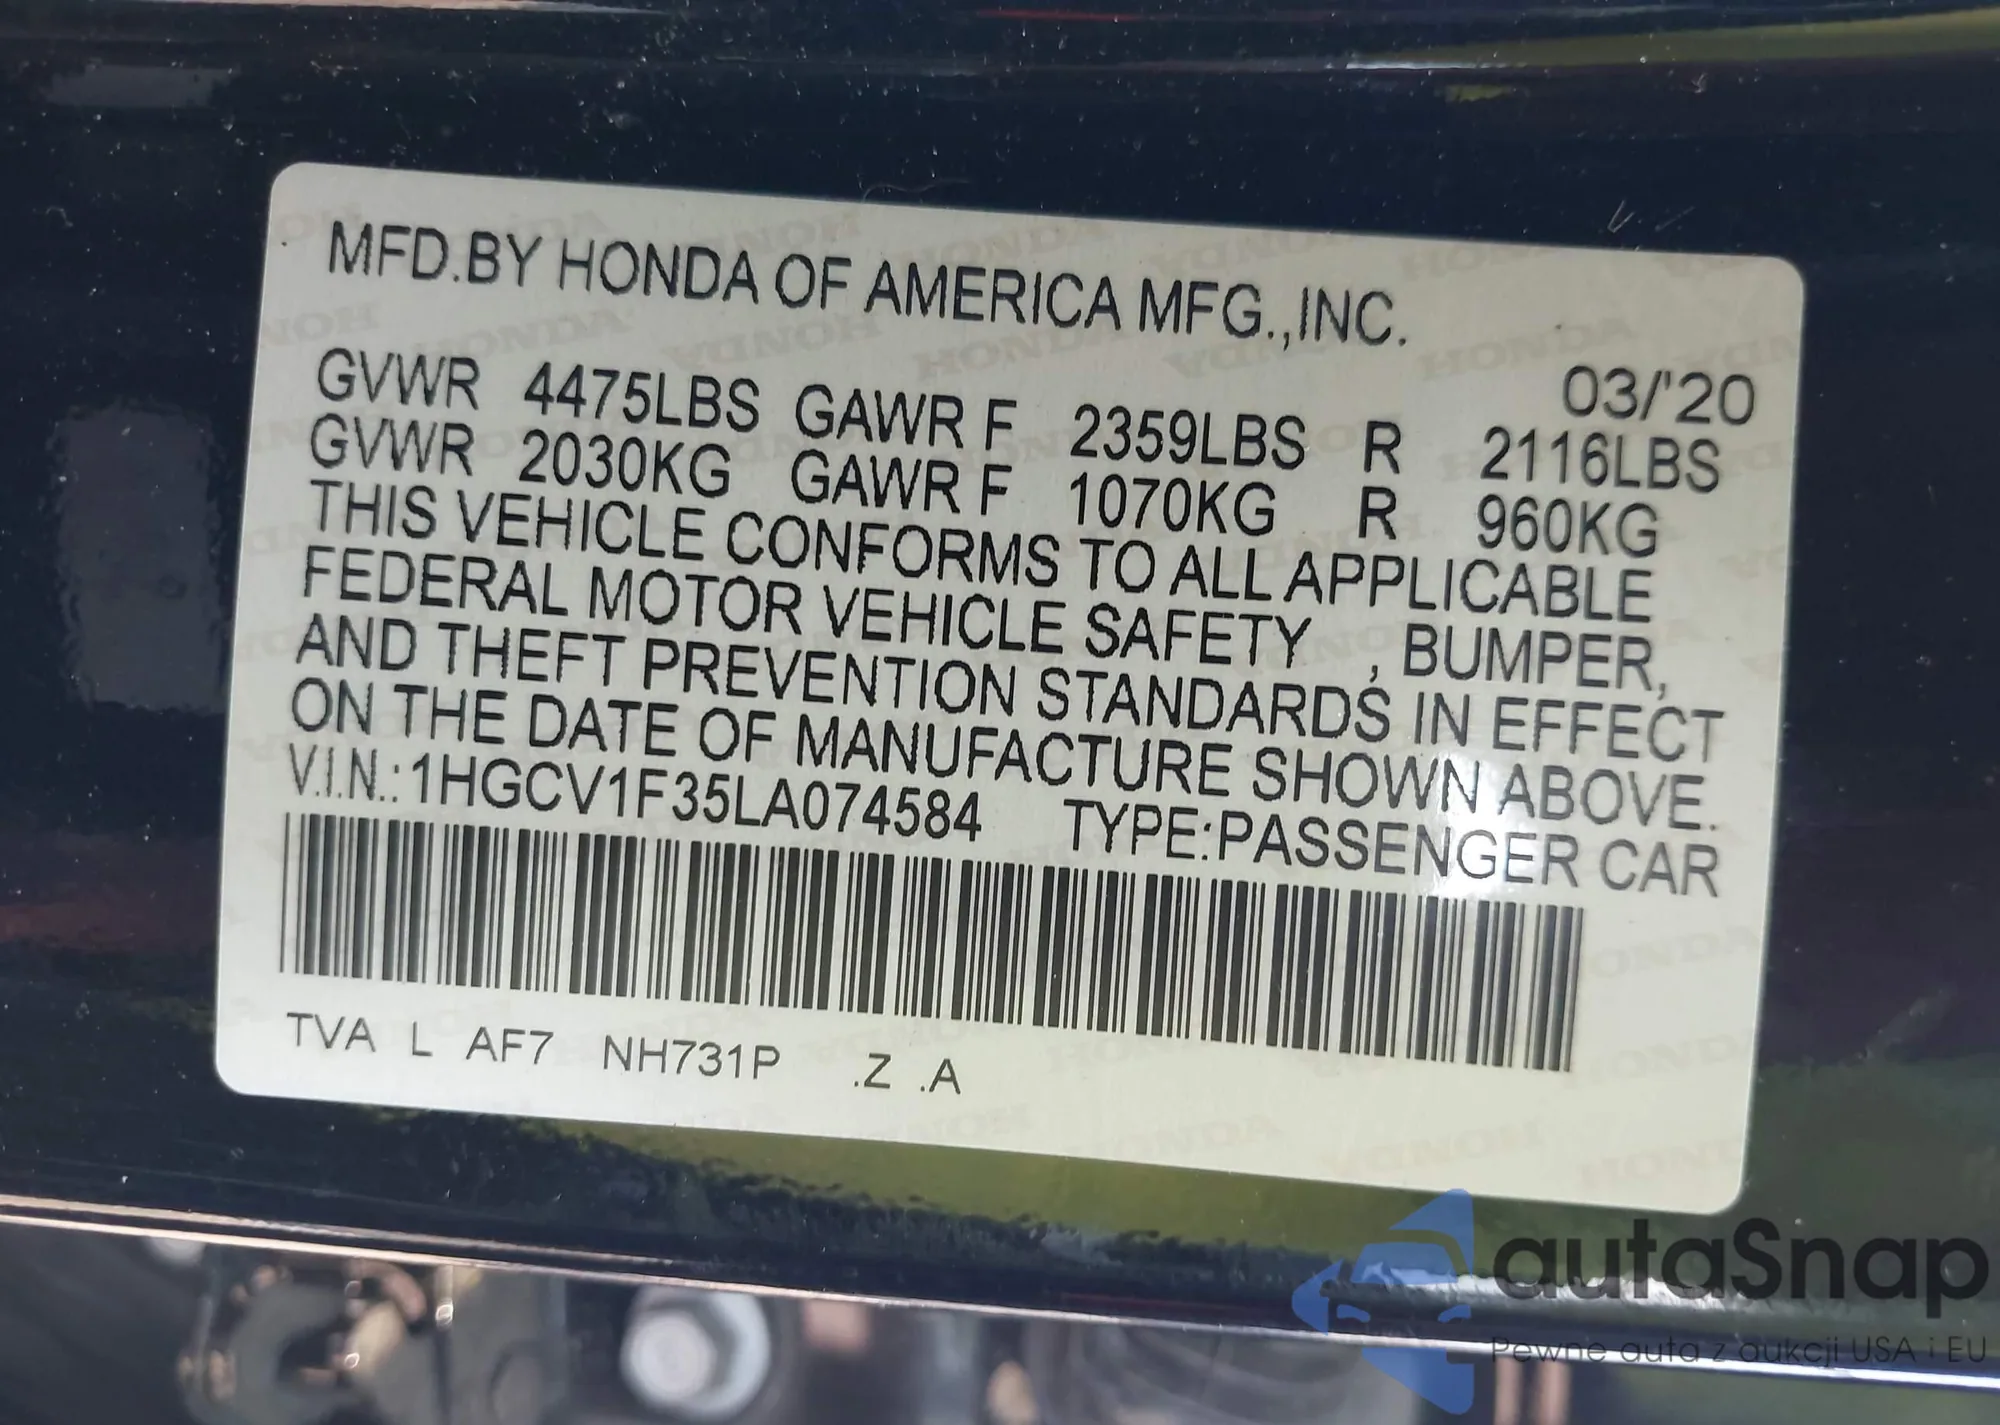 MFD.BY HONDA OF AMERICA MFG.,INC.
03/'20
GVWR 4475LBS GAWR F 2359LBS R 2116LBS
GVWR 2030KG GAWR F 1070KG R 960KG
THIS VEHICLE CONFORMS TO ALL APPLICABLE
FEDERAL MOTOR VEHICLE SAFETY , BUMPER,
AND THEFT PREVENTION STANDARDS IN EFFECT
ON THE DATE OF MANUFACTURE SHOWN ABOVE.
V.I.N.:1HGCV1F35LA074584 TYPE:PASSENGER CAR
TVA L AF7 NH731P .Z .A
autaSnap
Pewne auta z aukcji USA i EU